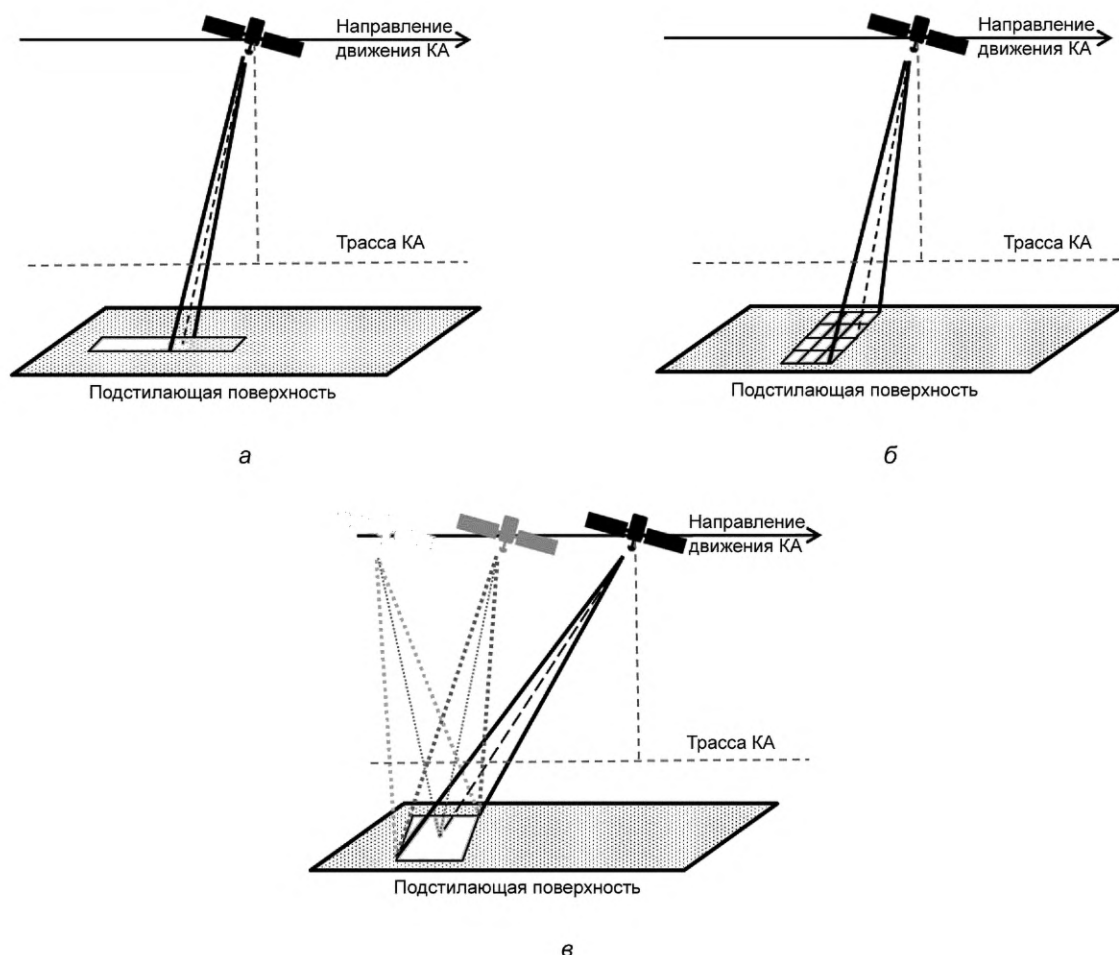 Направление
движения КА
Трасса КА
Подстилающая поверхность
а
Направление
движения КА
Трасса КА
Подстилающая поверхность
б
Направление
движения КА
Трасса КА
Подстилающая поверхность
в